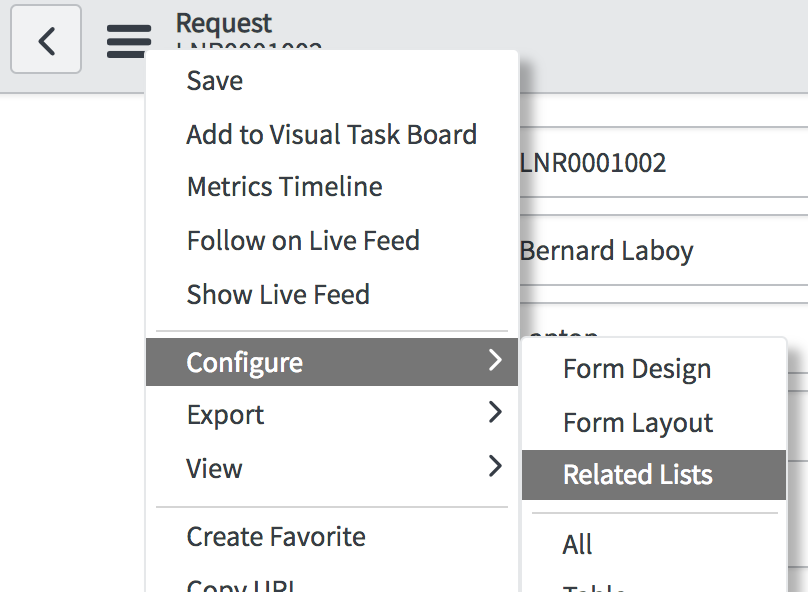 Request
LNR0001002
Save
Add to Visual Task Board
Metrics Timeline
Follow on Live Feed
Show Live Feed
Configure
Export
View
Create Favorite
Copy URL
LNR0001002
Bernard Laboy
Form Design
Form Layout
Related Lists
All
Table